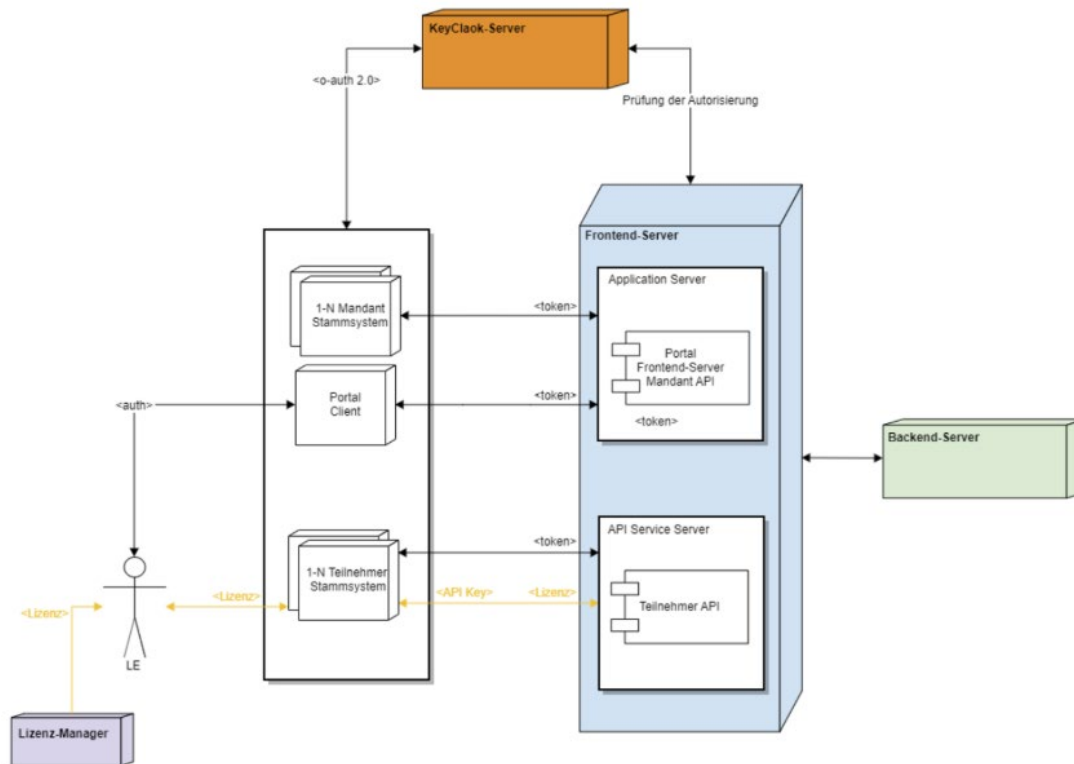 KeyClaok-Server
<o-auth 2.0>
Prüfung der Autorisierung
Frontend-Server
Application Server
1-N Mandant
Stammsystem
<token>
Portal
Frontend-Server
Mandant API
Portal
Client
<auth>
<token>
<token>
Backend-Server
API Service Server
<token>
1-N Teilnehmer
Stammsystem
<Lizenz>
<API Key>
<Lizenz>
Teilnehmer API
<Lizenz>
LE
Lizenz-Manager